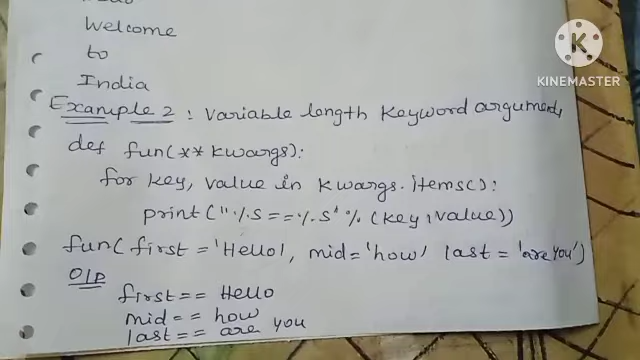 Welcome
to
India
Example 2 : Variable length Keyword arguments
def fun(** kwargs):
for key, value in kwargs.items():
print("%s == %s" % (key, value))
fun( first = 'Hello', mid = 'how' last = 'are you')
O/P
first == Hello
mid == how
last == are you
KINEMASTER